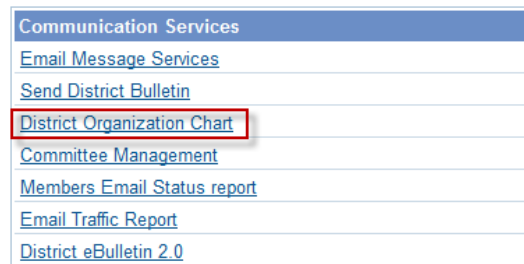 Communication Services
Email Message Services
Send District Bulletin
District Organization Chart
Committee Management
Members Email Status report
Email Traffic Report
District eBulletin 2.0